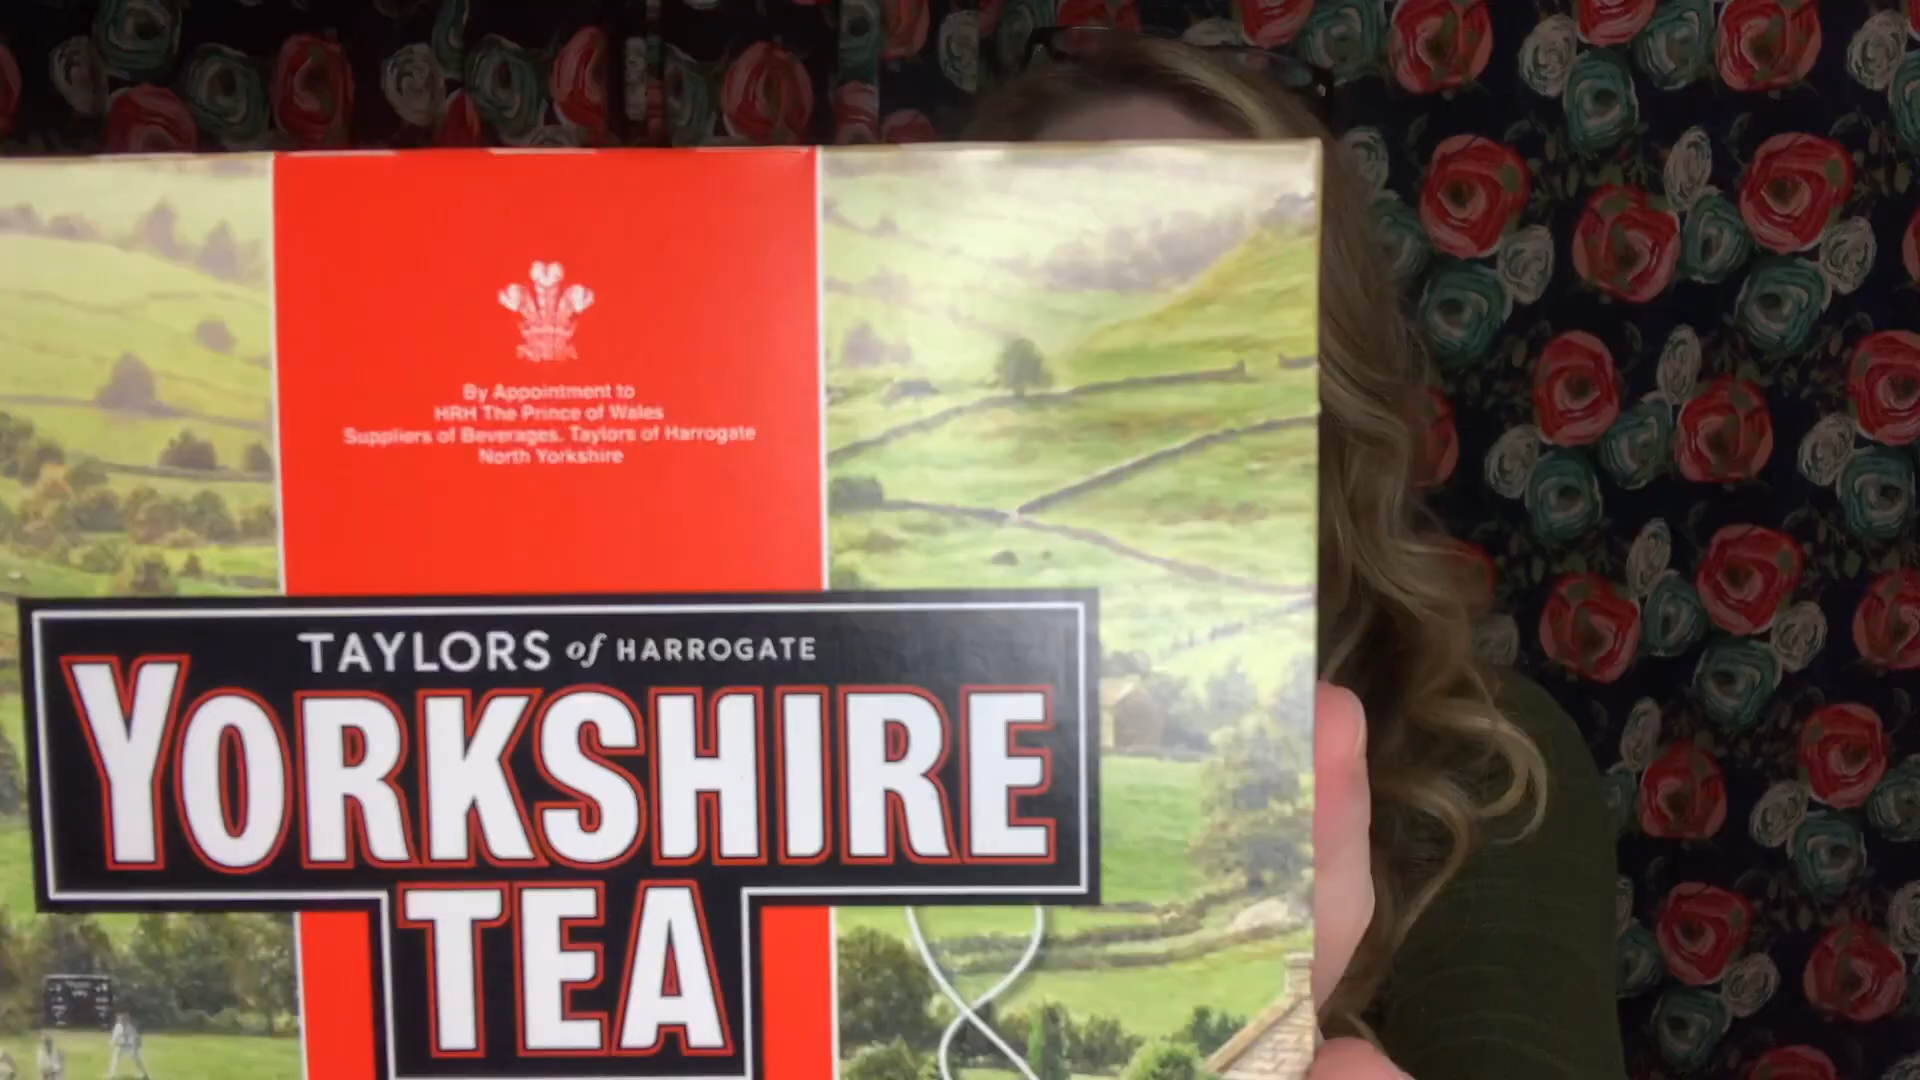 By Appointment to
HRH The Prince of Wales
Suppliers of Beverages. Taylors of Harrogate
North Yorkshire
TAYLORS of HARROGATE
YORKSHIRE
TEA